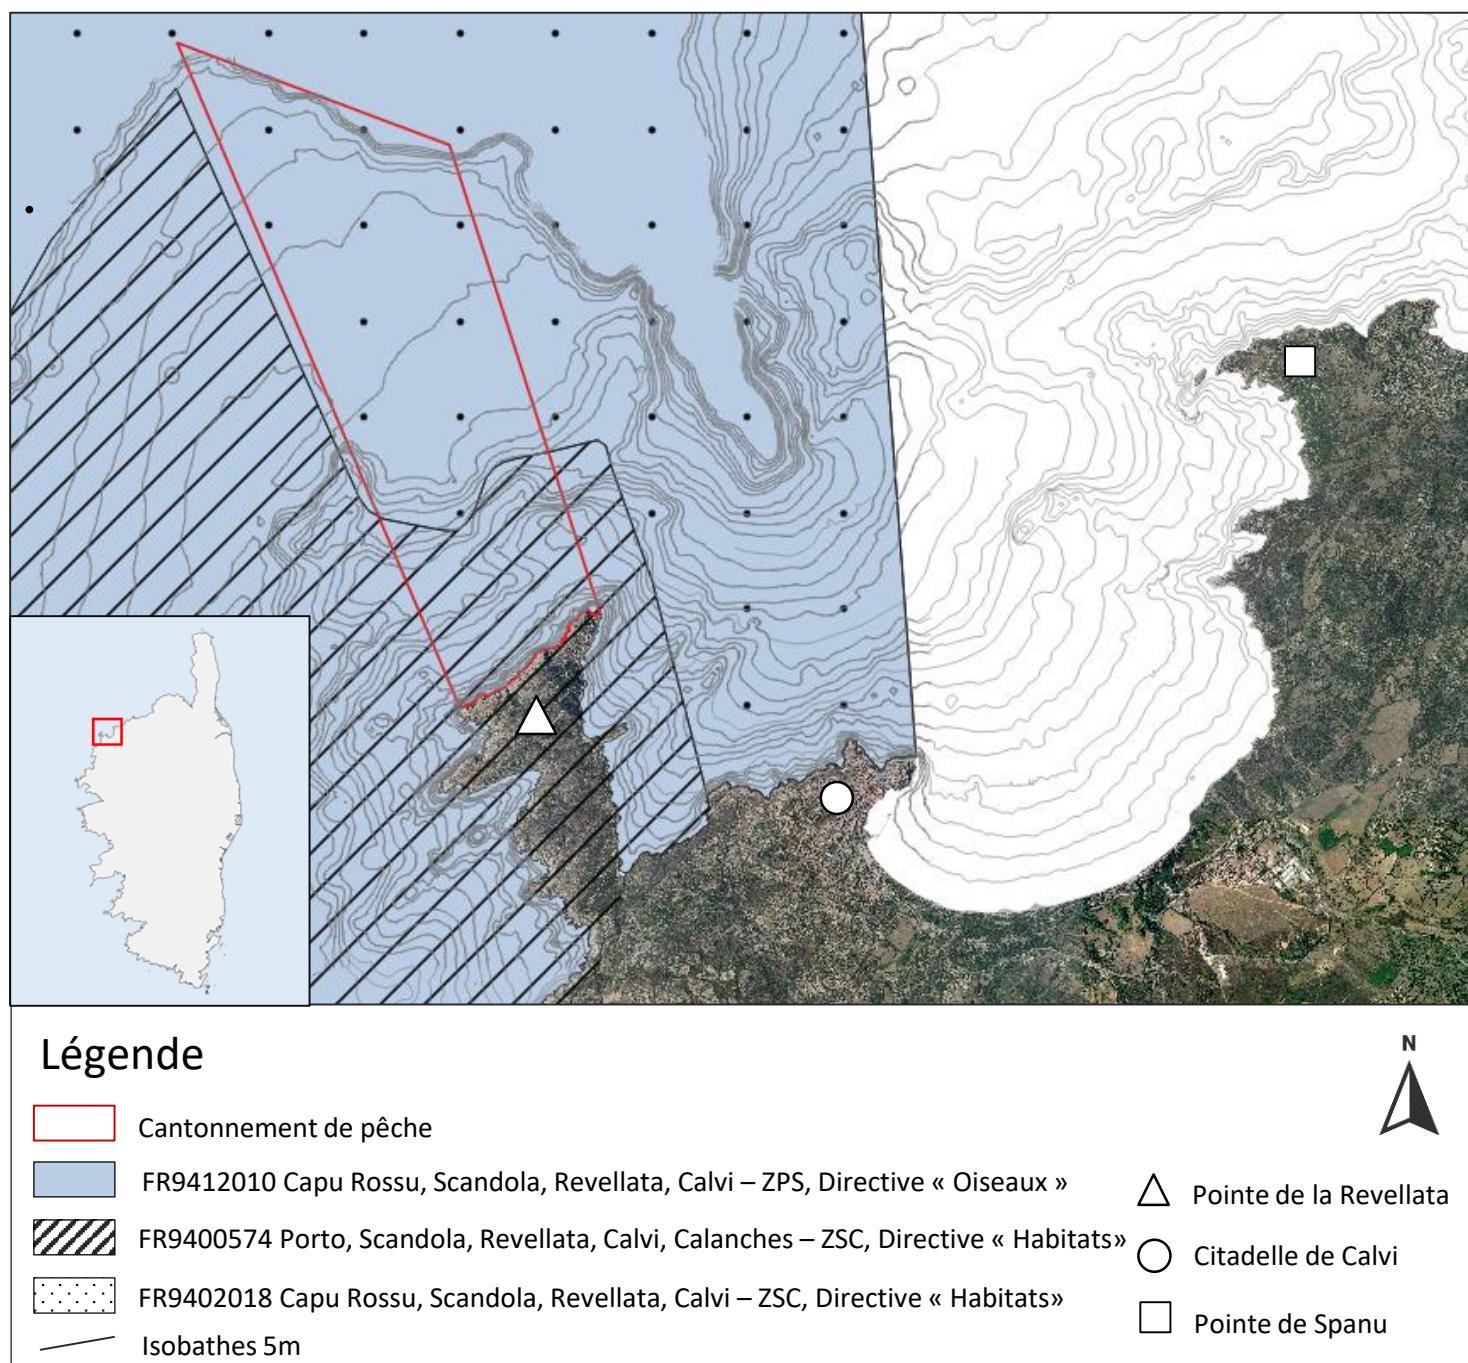 Légende
N
Cantonnement de pêche
FR9412010 Capu Rossu, Scandola, Revellata, Calvi – ZPS, Directive « Oiseaux »
FR9400574 Porto, Scandola, Revellata, Calvi, Calanches – ZSC, Directive « Habitats»
FR9402018 Capu Rossu, Scandola, Revellata, Calvi – ZSC, Directive « Habitats»
Isobathes 5m
Pointe de la Revellata
Citadelle de Calvi
Pointe de Spanu